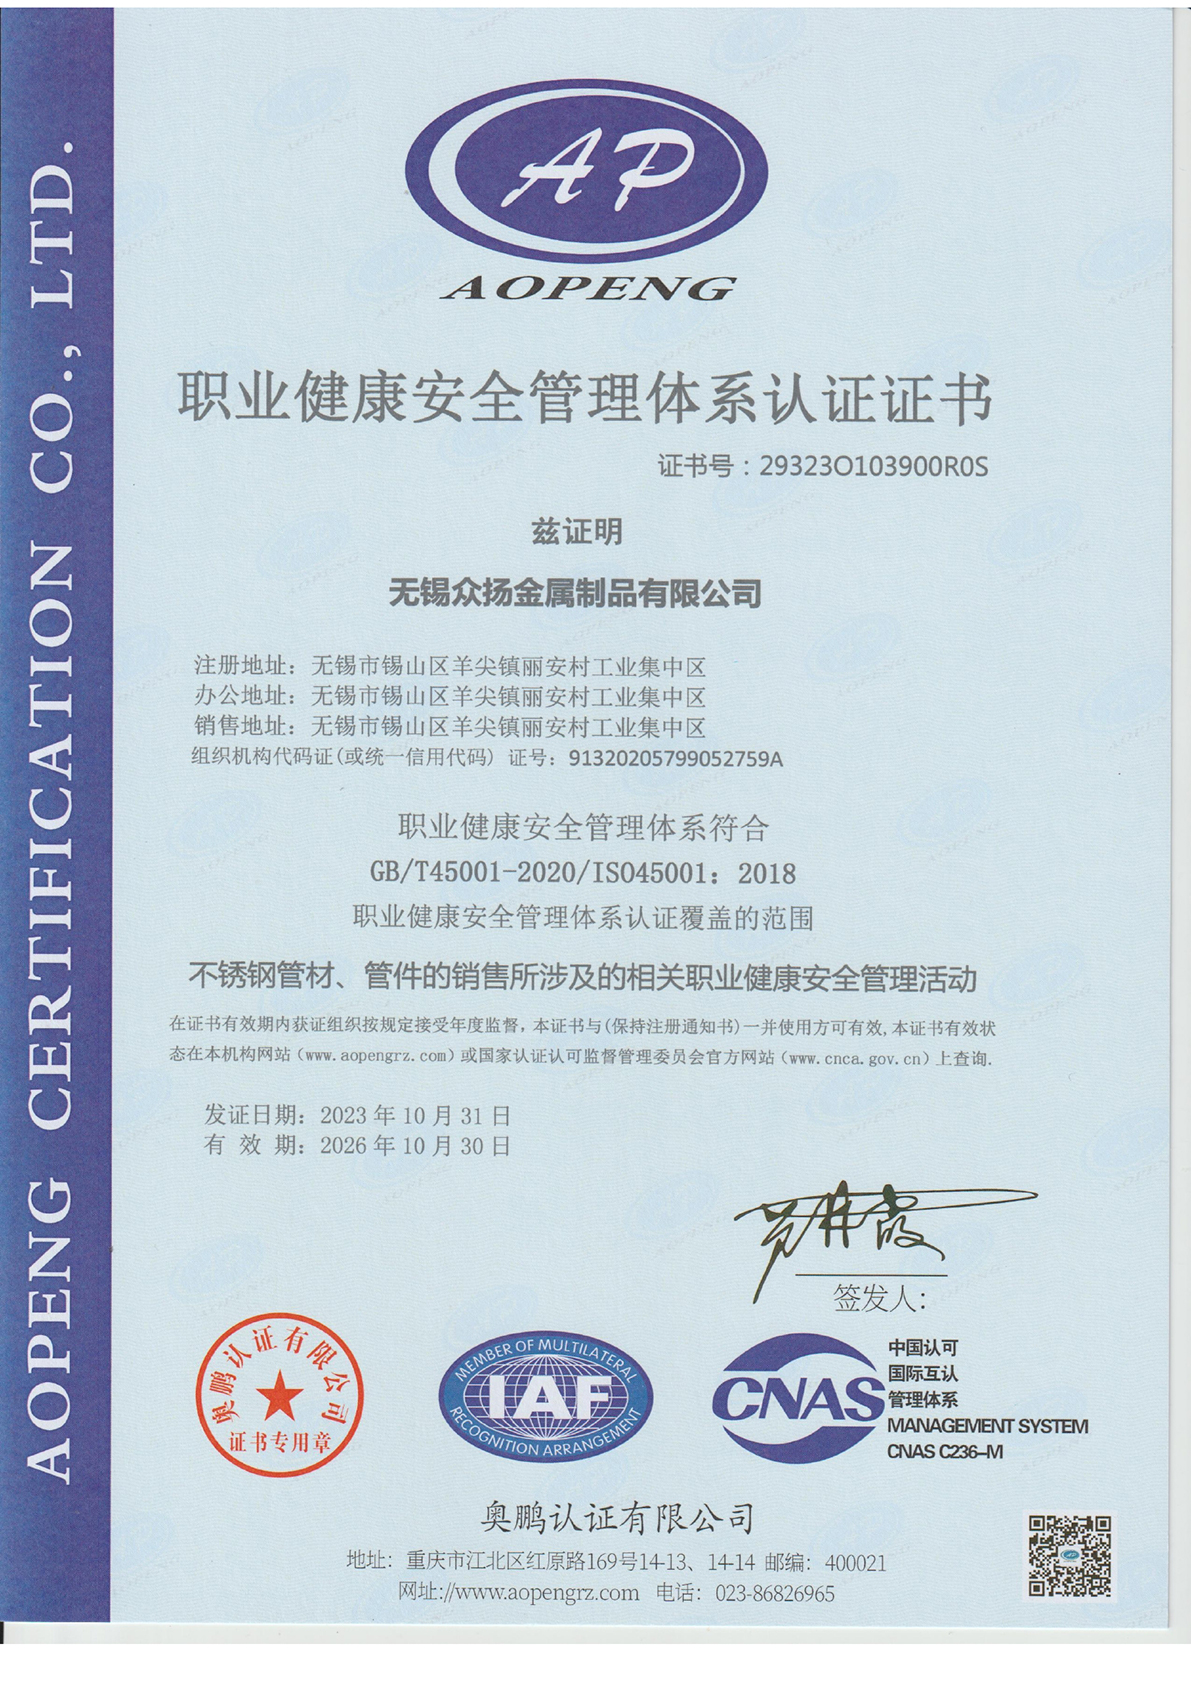 AOPENG CERTIFICATION CO., LTD.
AP
AOPENG
职业健康安全管理体系认证证书
证书号：29323O103900R0S
兹证明
无锡众扬金属制品有限公司
注册地址：无锡市锡山区羊尖镇丽安村工业集中区
办公地址：无锡市锡山区羊尖镇丽安村工业集中区
销售地址：无锡市锡山区羊尖镇丽安村工业集中区
组织机构代码证(或统一信用代码) 证号：91320205799052759A
职业健康安全管理体系符合
GB/T45001-2020/ISO45001：2018
职业健康安全管理体系认证覆盖的范围
不锈钢管材、管件的销售所涉及的相关职业健康安全管理活动
在证书有效期内获证组织按规定接受年度监督,本证书与(保持注册通知书)一并使用方可有效,本证书有效状
态在本机构网站(www.aopengrz.com)或国家认证认可监督管理委员会官方网站(www.cnca.gov.cn)上查询.
发证日期：2023 年 10 月 31 日
有 效 期：2026 年 10 月 30 日
签发人：
奥鹏认证有限公司
证书专用章
MEMBER OF MULTILATERAL
IAF
RECOGNITION ARRANGEMENT
CNAS
中国认可
国际互认
管理体系
MANAGEMENT SYSTEM
CNAS C236-M
奥鹏认证有限公司
地址：重庆市江北区红原路169号14-13、14-14 邮编：400021
网址://www.aopengrz.com 电话：023-86826965